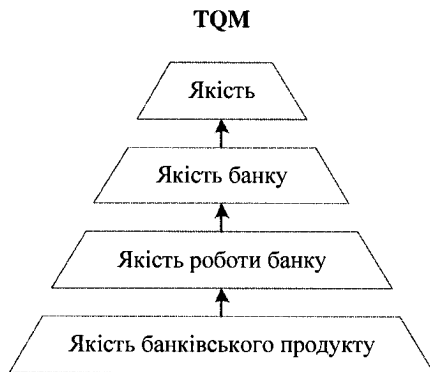 TQM
Якість
Якість банку
Якість роботи банку
Якість банківського продукту